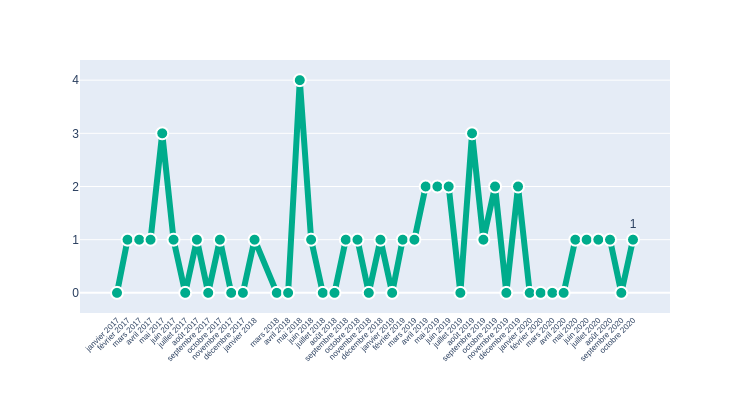 4
3
2
1
0
1
janvier 2017
février 2017
mars 2017
avril 2017
mai 2017
juin 2017
juillet 2017
août 2017
septembre 2017
octobre 2017
novembre 2017
décembre 2017
janvier 2018
mars 2018
avril 2018
mai 2018
juin 2018
juillet 2018
août 2018
septembre 2018
octobre 2018
novembre 2018
décembre 2018
janvier 2019
février 2019
mars 2019
avril 2019
mai 2019
juin 2019
juillet 2019
août 2019
septembre 2019
octobre 2019
novembre 2019
décembre 2019
janvier 2020
février 2020
mars 2020
avril 2020
mai 2020
juin 2020
juillet 2020
août 2020
septembre 2020
octobre 2020